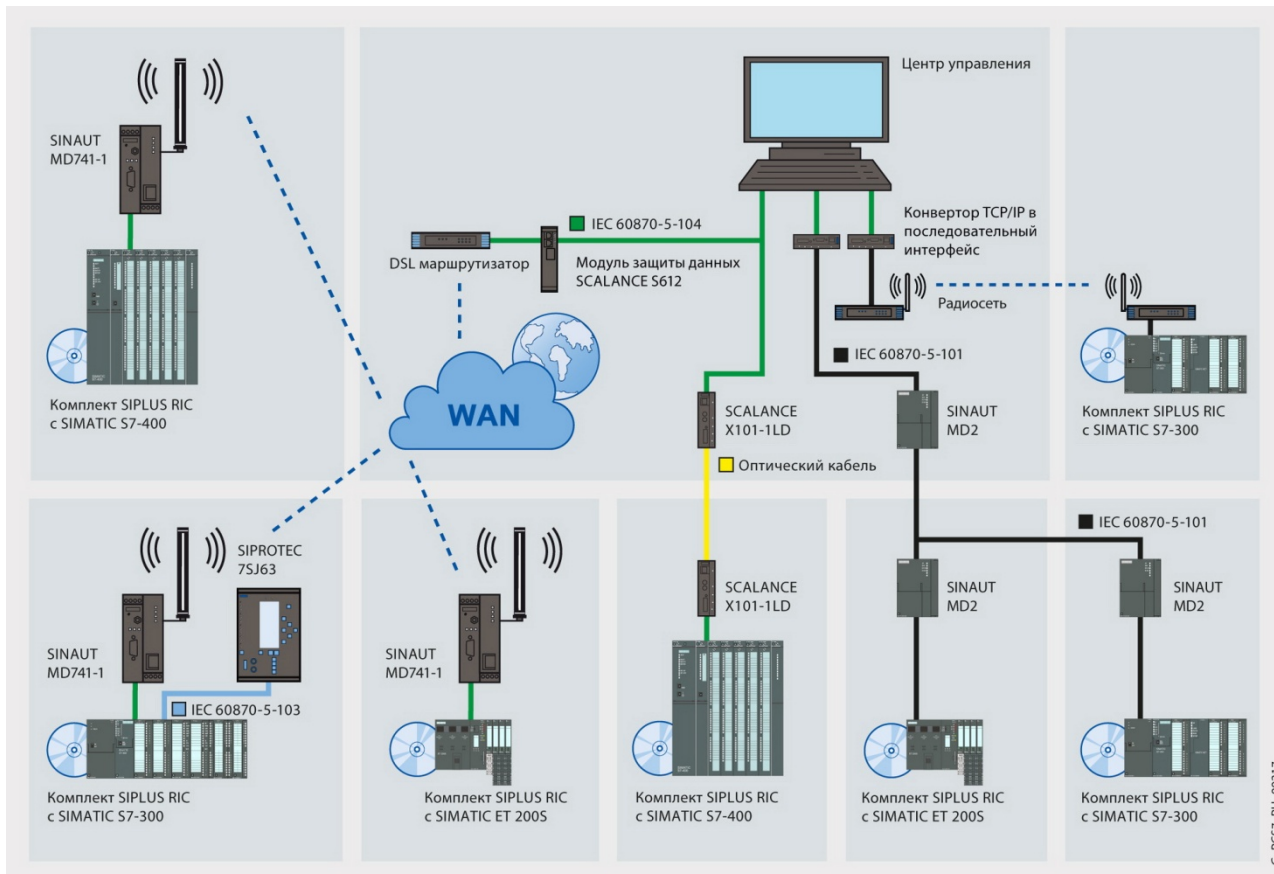 Центр управления
SINAUT
MD741-1
IEC 60870-5-104
DSL маршрутизатор
Модуль защиты данных
SCALANCE S612
Конвертор TCP/IP в
последовательный
интерфейс
Радиосеть
IEC 60870-5-101
WAN
Комплект SIPLUS RIC
с SIMATIC S7-400
SCALANCE
X101-1LD
SINAUT
MD2
Комплект SIPLUS RIC
с SIMATIC S7-300
Оптический кабель
IEC 60870-5-101
SIPROTEC
7SJ63
SINAUT
MD741-1
IEC 60870-5-103
Комплект SIPLUS RIC
с SIMATIC S7-300
SINAUT
MD741-1
Комплект SIPLUS RIC
с SIMATIC ET 200S
SCALANCE
X101-1LD
Комплект SIPLUS RIC
с SIMATIC S7-400
SINAUT
MD2
Комплект SIPLUS RIC
с SIMATIC ET 200S
SINAUT
MD2
Комплект SIPLUS RIC
с SIMATIC S7-300